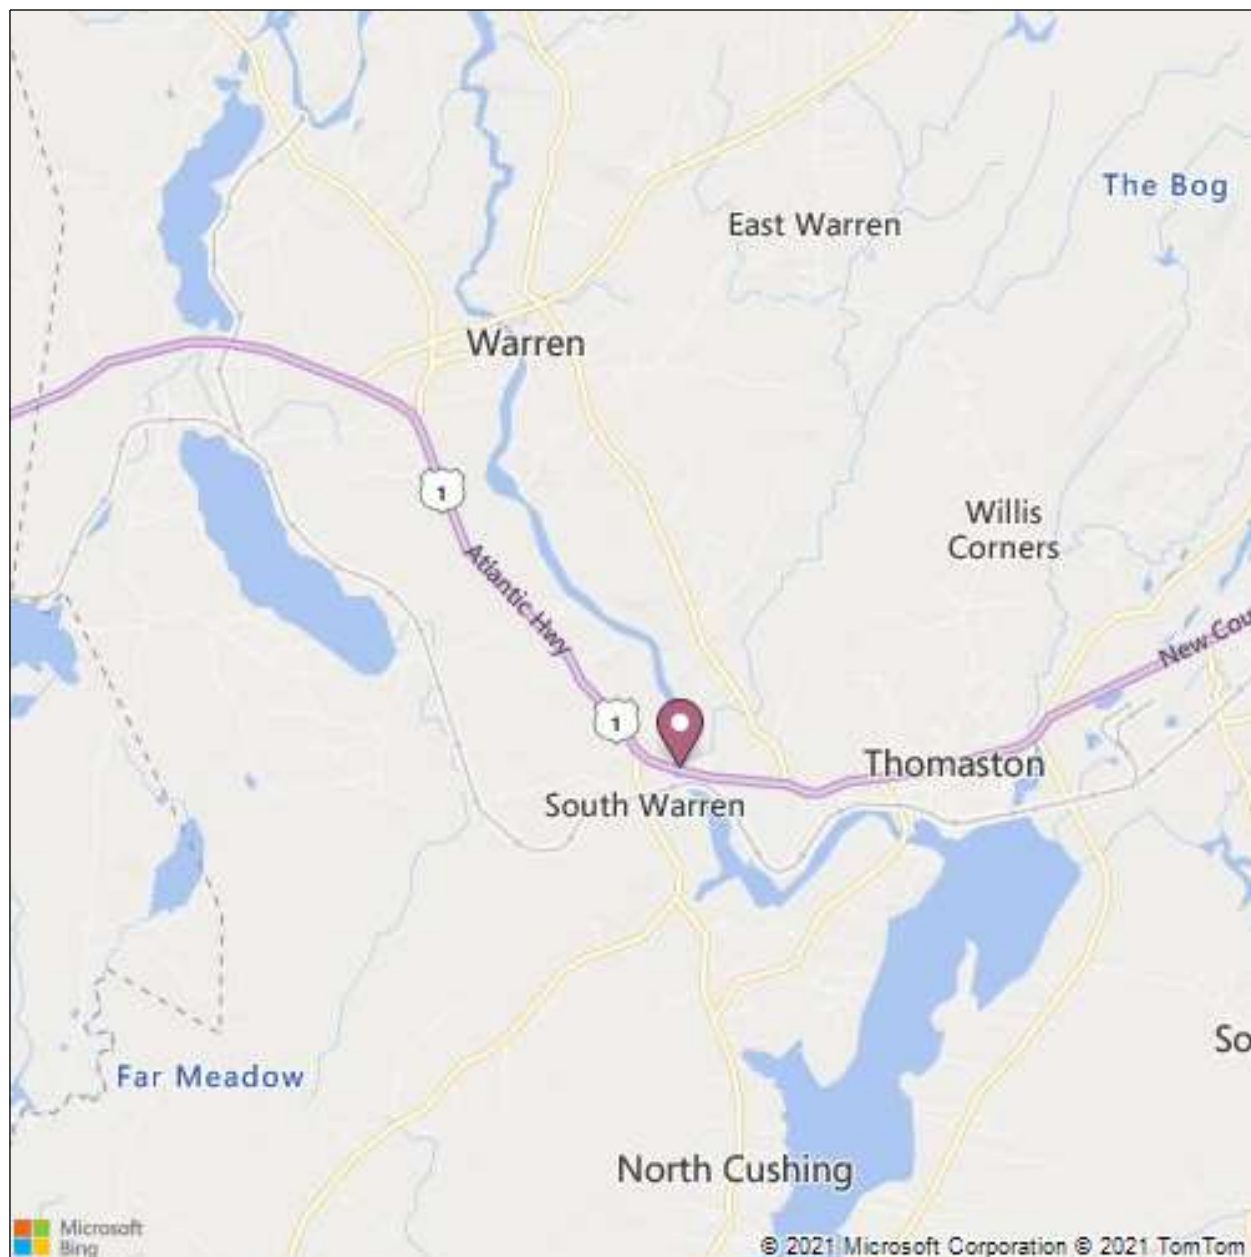 The Bog
East Warren
Warren
Willis
Corners
1
Atlantic Hwy
New Cou
1
Thomaston
South Warren
So
Far Meadow
North Cushing
Microsoft
Bing
© 2021 Microsoft Corporation © 2021 TomTom